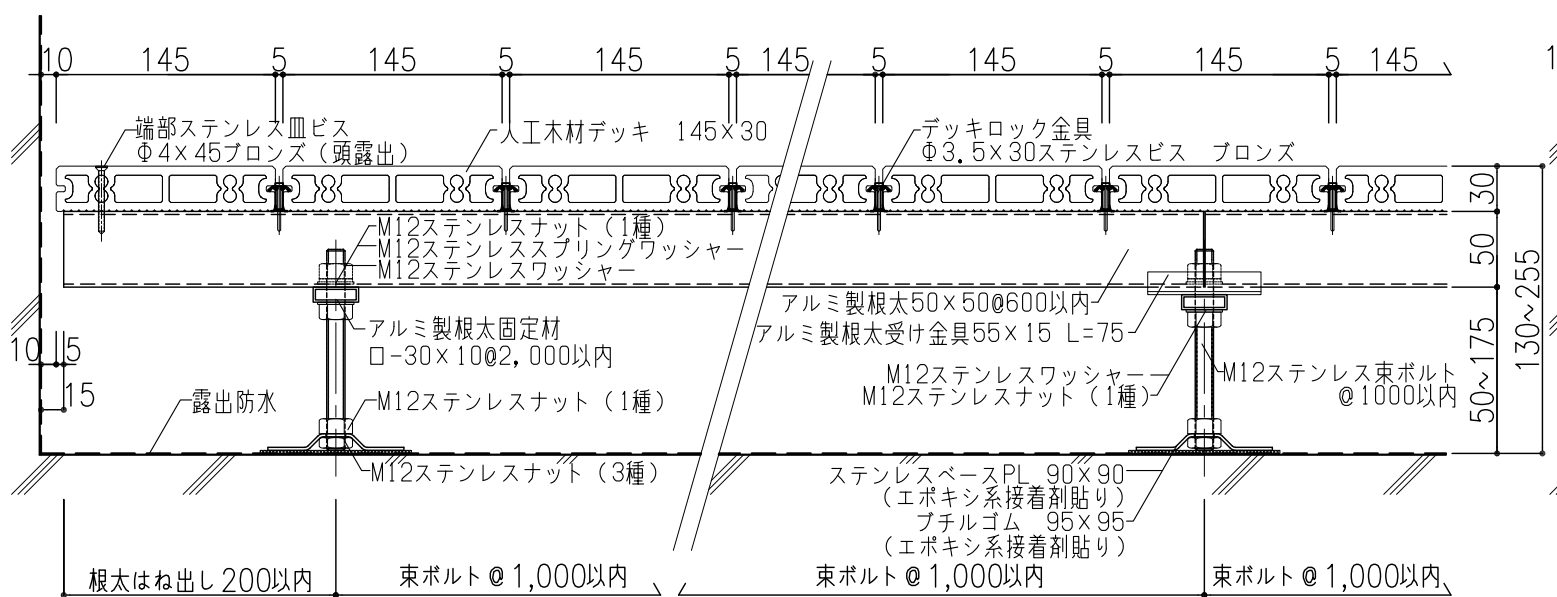 10 145 5 145 5 145 5 145 5 145 5 145 5 145
1
端部ステンレス皿ビス
Φ4×45ブロンズ（頭露出）
人工木材デッキ 145×30
デッキロック金具
Φ3.5×30ステンレスビス ブロンズ
30
50
50~175
130~255
M12ステンレスナット（1種）
M12ステンレススプリングワッシャー
M12ステンレスワッシャー
アルミ製根太固定材
ロ-30×10@2,000以内
アルミ製根太50×50@600以内
アルミ製根太受け金具55×15 L=75
10 5
15
露出防水
M12ステンレスナット（1種）
M12ステンレスナット（3種）
M12ステンレスワッシャー
M12ステンレスナット（1種）
M12ステンレス束ボルト
@1000以内
ステンレスベースPL 90×90
（エポキシ系接着剤貼り）
ブチルゴム 95×95
（エポキシ系接着剤貼り）
根太はね出し200以内
束ボルト@1,000以内
束ボルト@1,000以内
束ボルト@1,000以内